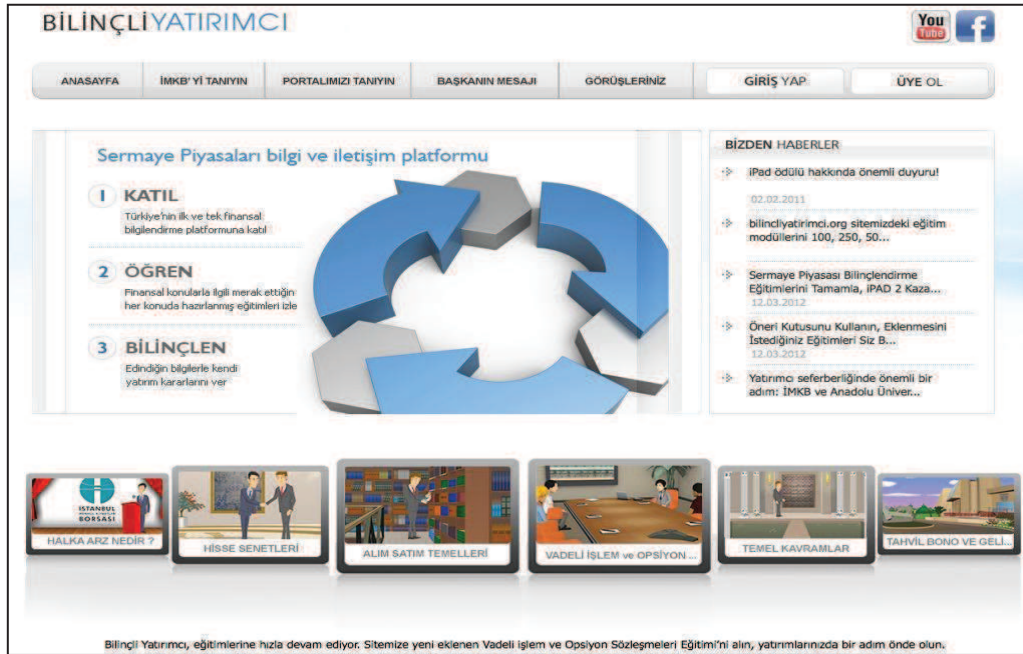 BİLİNÇLİYATIRIMCI
You
Tube
f
ANASAYFA
İMKB' Yİ TANIYIN
PORTALIMIZI TANIYIN
BAŞKANIN MESAJI
GÖRÜŞLERİNİZ
GİRİŞ YAP
ÜYE OL
Sermaye Piyasaları bilgi ve iletişim platformu
1 KATIL
Türkiye'nin ilk ve tek finansal
bilgilendirme platformuna katıl
2 ÖĞREN
Finansal konularla ilgili merak ettiğin
her konuda hazırlanmış eğitimleri izle
3 BİLİNÇLEN
Edindiğin bilgilerle kendi
yatırım kararlarını ver
BİZDEN HABERLER
iPad ödülü hakkında önemli duyuru!
02.02.2011
bilincliyatirimci.org sitemizdeki eğitim
modüllerini 100, 250, 50...
Sermaye Piyasası Bilinçlendirme
Eğitimlerini Tamamla, iPAD 2 Kaza...
12.03.2012
Öneri Kutusunu Kullanın, Eklenmesini
İstediğiniz Eğitimleri Siz B...
12.03.2012
Yatırımcı seferberliğinde önemli bir
adım: İMKB ve Anadolu Üniver...
İSTANBUL
BORSASI
HALKA ARZ NEDİR ?
HİSSE SENETLERİ
ALIM SATIM TEMELLERİ
VADELİ İŞLEM ve OPSİYON ...
TEMEL KAVRAMLAR
TAHVİL BONO VE GELİ...
Bilinçli Yatırımcı, eğitimlerine hızla devam ediyor. Sitemize yeni eklenen Vadeli işlem ve Opsiyon Sözleşmeleri Eğitimi'ni alın, yatırımlarınızda bir adım önde olun.